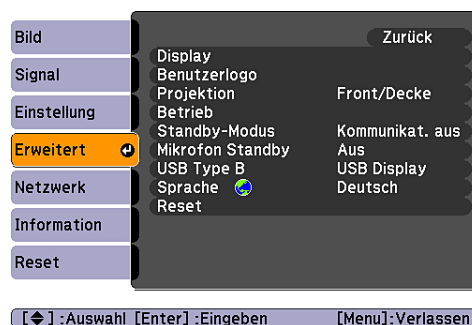 Bild
Signal
Einstellung
Erweitert
Netzwerk
Information
Reset
Zurück
Display
Benutzerlogo
Projektion Front/Decke
Betrieb
Standby-Modus Kommunikat. aus
Mikrofon Standby Aus
USB Type B USB Display
Sprache Deutsch
Reset
[◆] :Auswahl [Enter] :Eingeben [Menu]:Verlassen